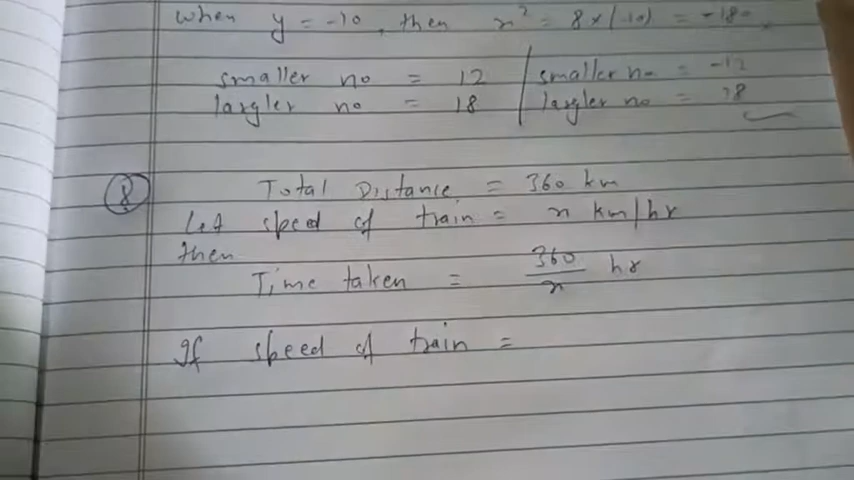 when y = -10, then x² = 8 × (-10) = -180
smaller no = 12 | smaller no = -12
largler no = 18 | largler no = 18
8 Total Distance = 360 km
Let speed of train = x km/hr
then
Time taken = 360/x hr
If speed of train =